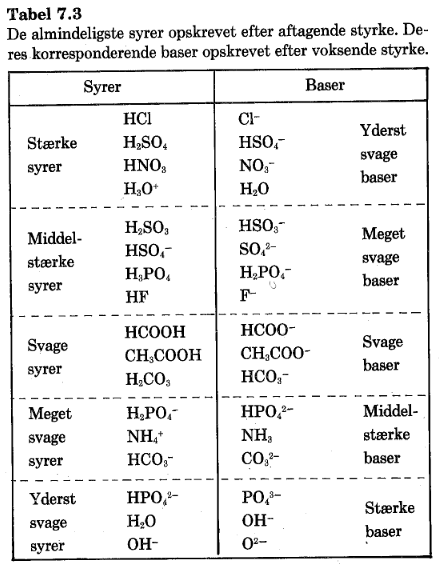 Tabel 7.3
De almindeligste syrer opskrevet efter aftagende styrke. De-
res korresponderende baser opskrevet efter voksende styrke.
Syrer Baser
HCl Cl⁻
Stærke H₂SO₄ HSO₄⁻ Yderst
syrer HNO₃ NO₃⁻ svage
H₃O⁺ H₂O baser
H₂SO₃ HSO₃⁻
Middel- HSO₄⁻ SO₄²⁻ Meget
stærke H₃PO₄ H₂PO₄⁻ svage
syrer HF F⁻ baser
HCOOH HCOO⁻
Svage CH₃COOH CH₃COO⁻ Svage
syrer H₂CO₃ HCO₃⁻ baser
Meget H₂PO₄⁻ HPO₄²⁻ Middel-
svage NH₄⁺ NH₃ stærke
syrer HCO₃⁻ CO₃²⁻ baser
Yderst HPO₄²⁻ PO₄³⁻ Stærke
svage H₂O OH⁻ baser
syrer OH⁻ O²⁻